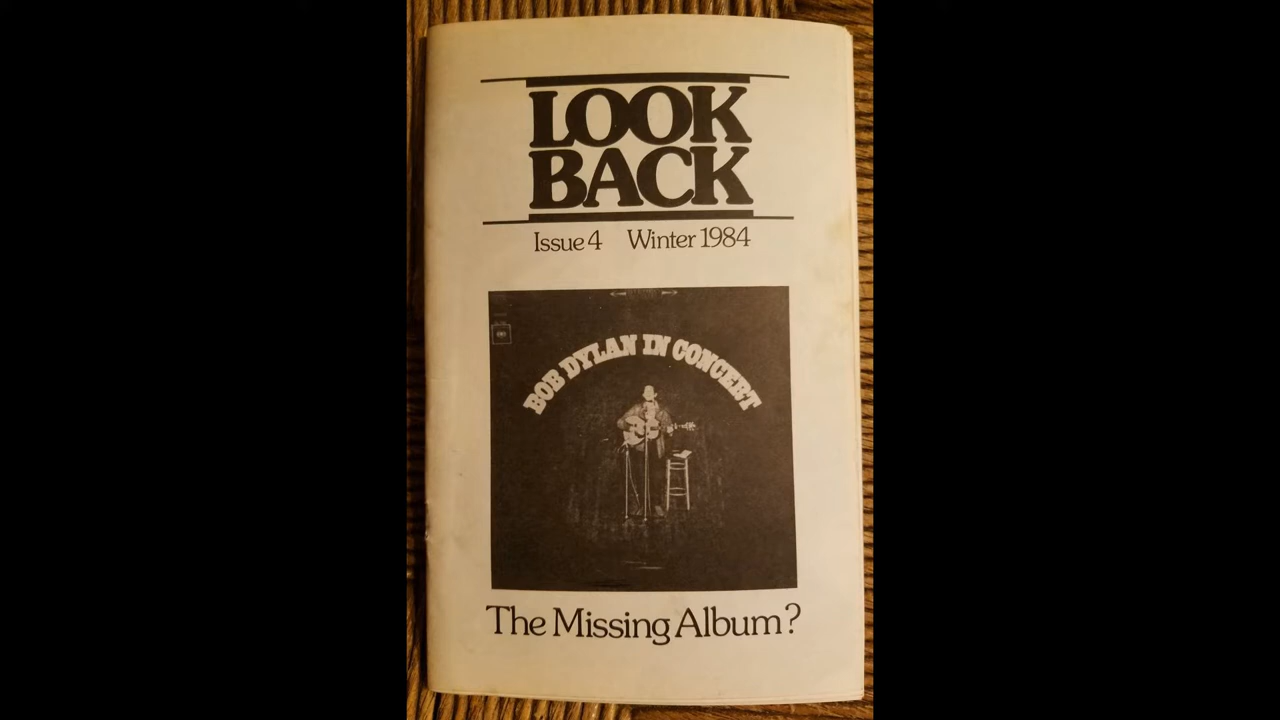 LOOK
BACK
Issue 4 Winter 1984
BOB DYLAN IN CONCERT
The Missing Album?